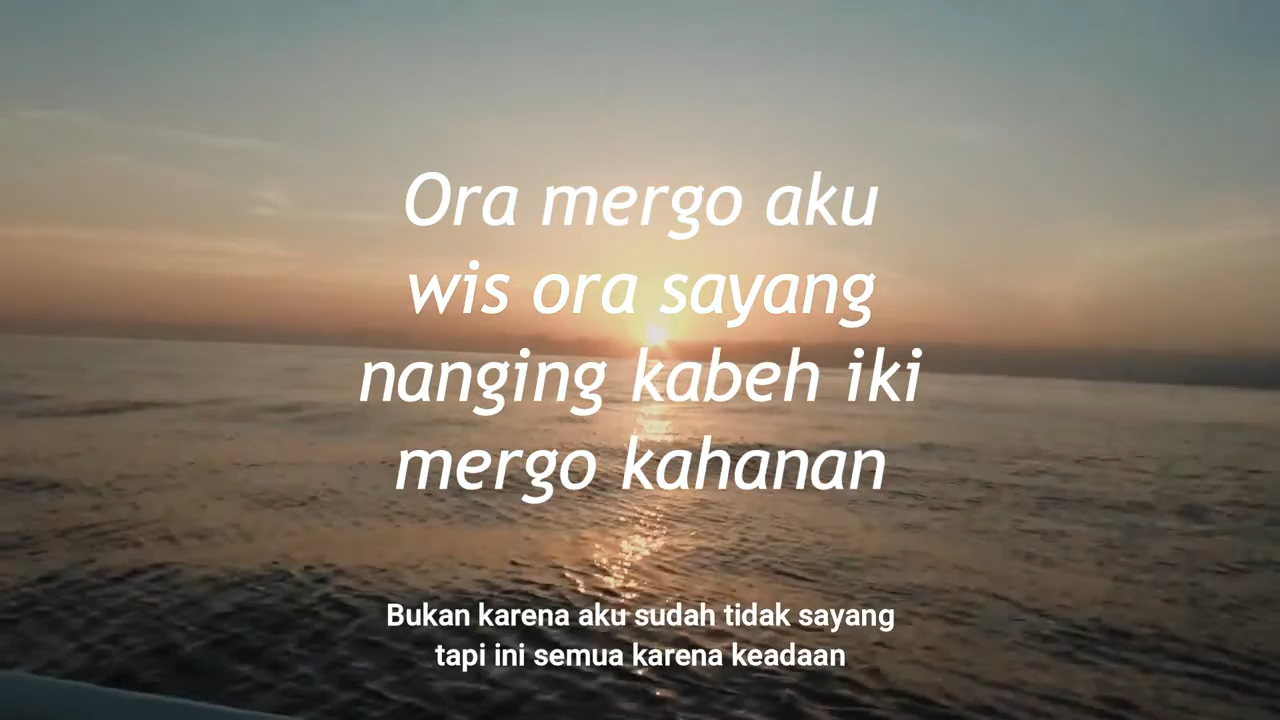 Ora mergo aku
wis ora sayang
nanging kabeh iki
mergo kahanan
Bukan karena aku sudah tidak sayang
tapi ini semua karena keadaan